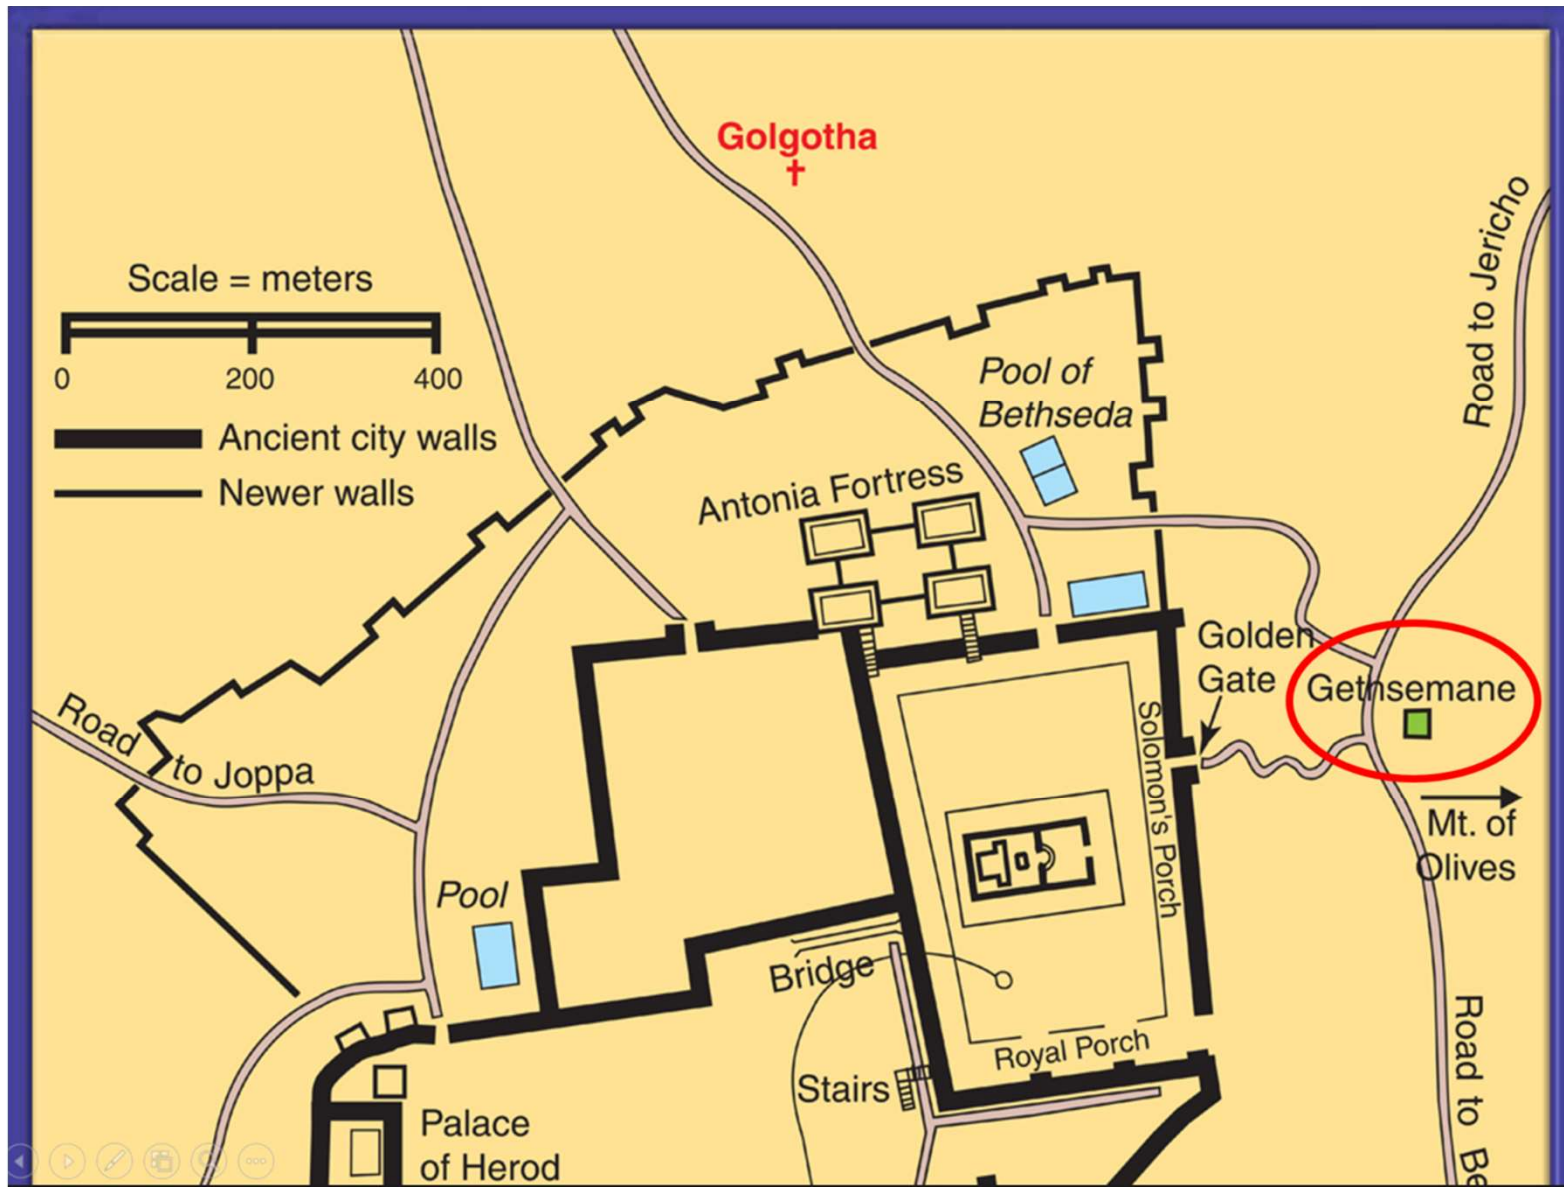 Golgotha
Scale = meters
0 200 400
Ancient city walls
Newer walls
Road to Jericho
Pool of
Bethseda
Antonia Fortress
Golden
Gate
Gethsemane
Solomon's Porch
Mt. of
Olives
Road to Joppa
Pool
Bridge
Royal Porch
Stairs
Palace
of Herod
Road to Be